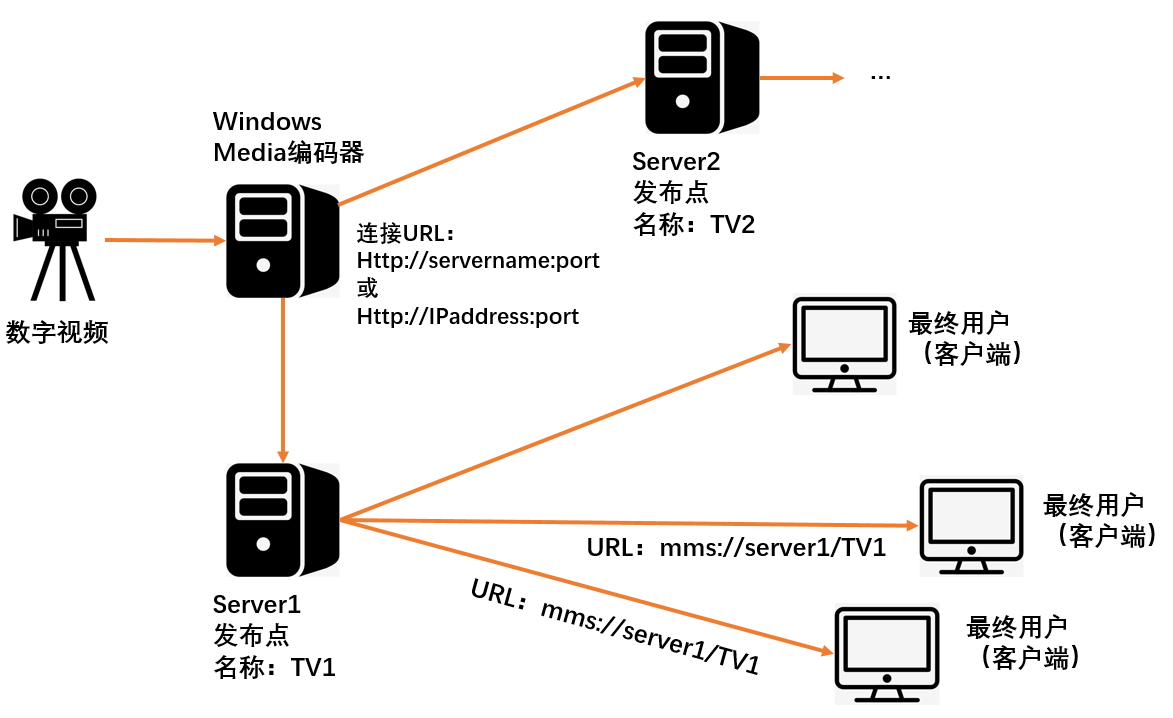 数字视频
Windows
Media编码器
连接URL：
Http://servername:port
或
Http://IPaddress:port
Server2
发布点
名称：TV2
...
Server1
发布点
名称：TV1
最终用户
（客户端）
URL：mms://server1/TV1
最终用户
（客户端）
URL：mms://server1/TV1
最终用户
（客户端）